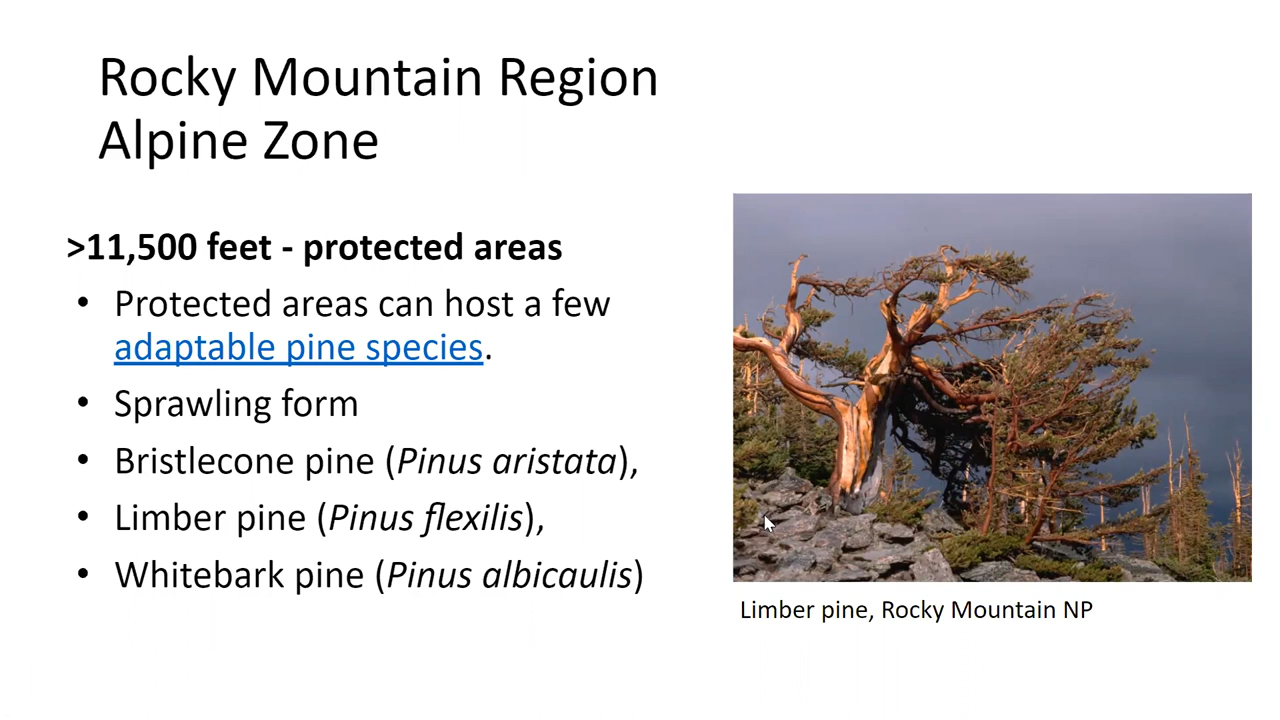 Rocky Mountain Region
Alpine Zone
>11,500 feet - protected areas
• Protected areas can host a few
adaptable pine species.
• Sprawling form
• Bristlecone pine (Pinus aristata),
• Limber pine (Pinus flexilis),
• Whitebark pine (Pinus albicaulis)
Limber pine, Rocky Mountain NP